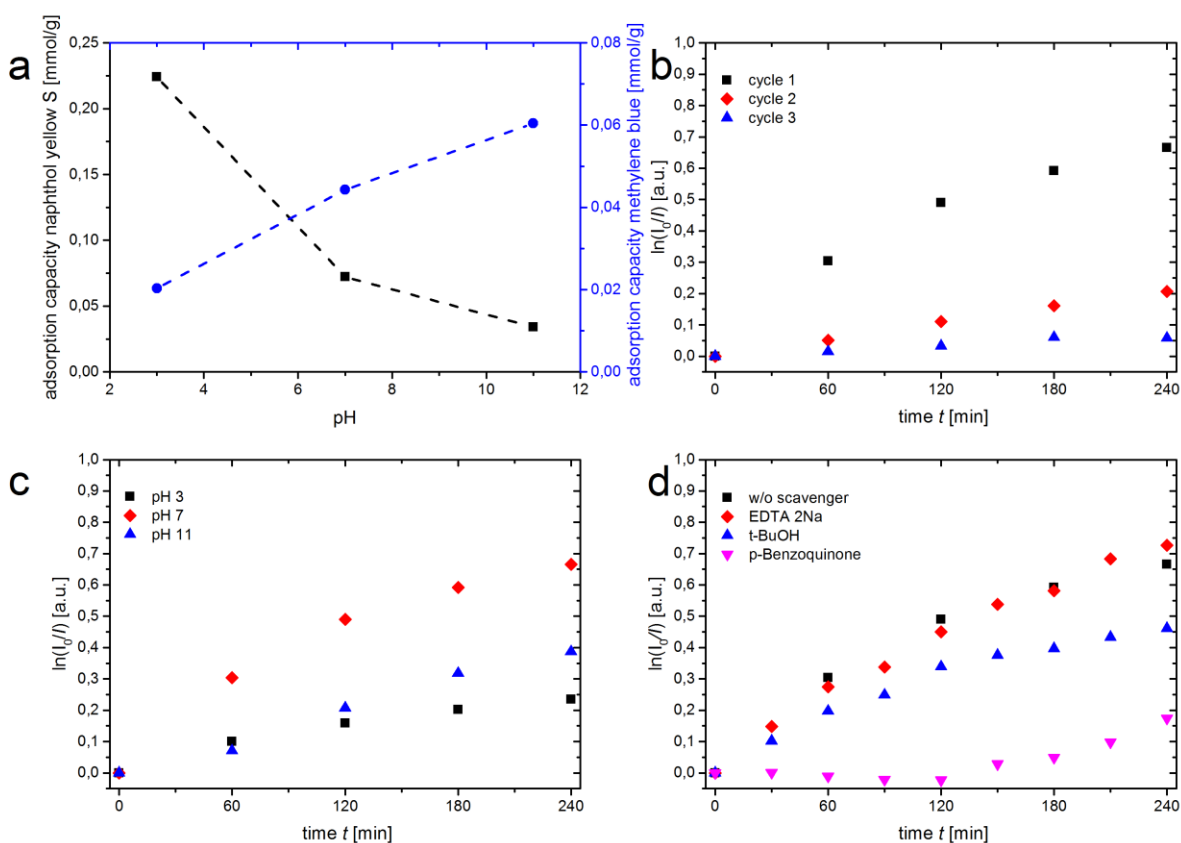 a
adsorption capacity naphthol yellow S [mmol/g]
0,25
0,20
0,15
0,10
0,05
0,00
2 4 6 8 10 12
pH
0,08
0,06
0,04
0,02
0,00
adsorption capacity methylene blue [mmol/g]
b
ln(I₀/I) [a.u.]
1,0
0,9
0,8
0,7
0,6
0,5
0,4
0,3
0,2
0,1
0,0
cycle 1
cycle 2
cycle 3
0 60 120 180 240
time t [min]
c
ln(I₀/I) [a.u.]
1,0
0,9
0,8
0,7
0,6
0,5
0,4
0,3
0,2
0,1
0,0
pH 3
pH 7
pH 11
0 60 120 180 240
time t [min]
d
ln(I₀/I) [a.u.]
1,0
0,9
0,8
0,7
0,6
0,5
0,4
0,3
0,2
0,1
0,0
w/o scavenger
EDTA 2Na
t-BuOH
p-Benzoquinone
0 60 120 180 240
time t [min]